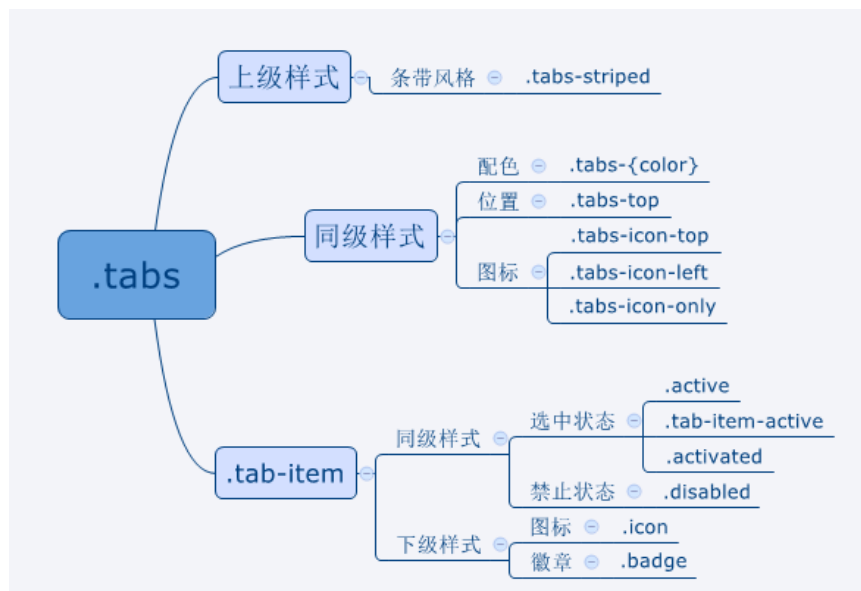 .tabs
上级样式
条带风格
.tabs-striped
同级样式
配色
.tabs-{color}
位置
.tabs-top
图标
.tabs-icon-top
.tabs-icon-left
.tabs-icon-only
.tab-item
同级样式
选中状态
.active
.tab-item-active
.activated
禁止状态
.disabled
下级样式
图标
.icon
徽章
.badge